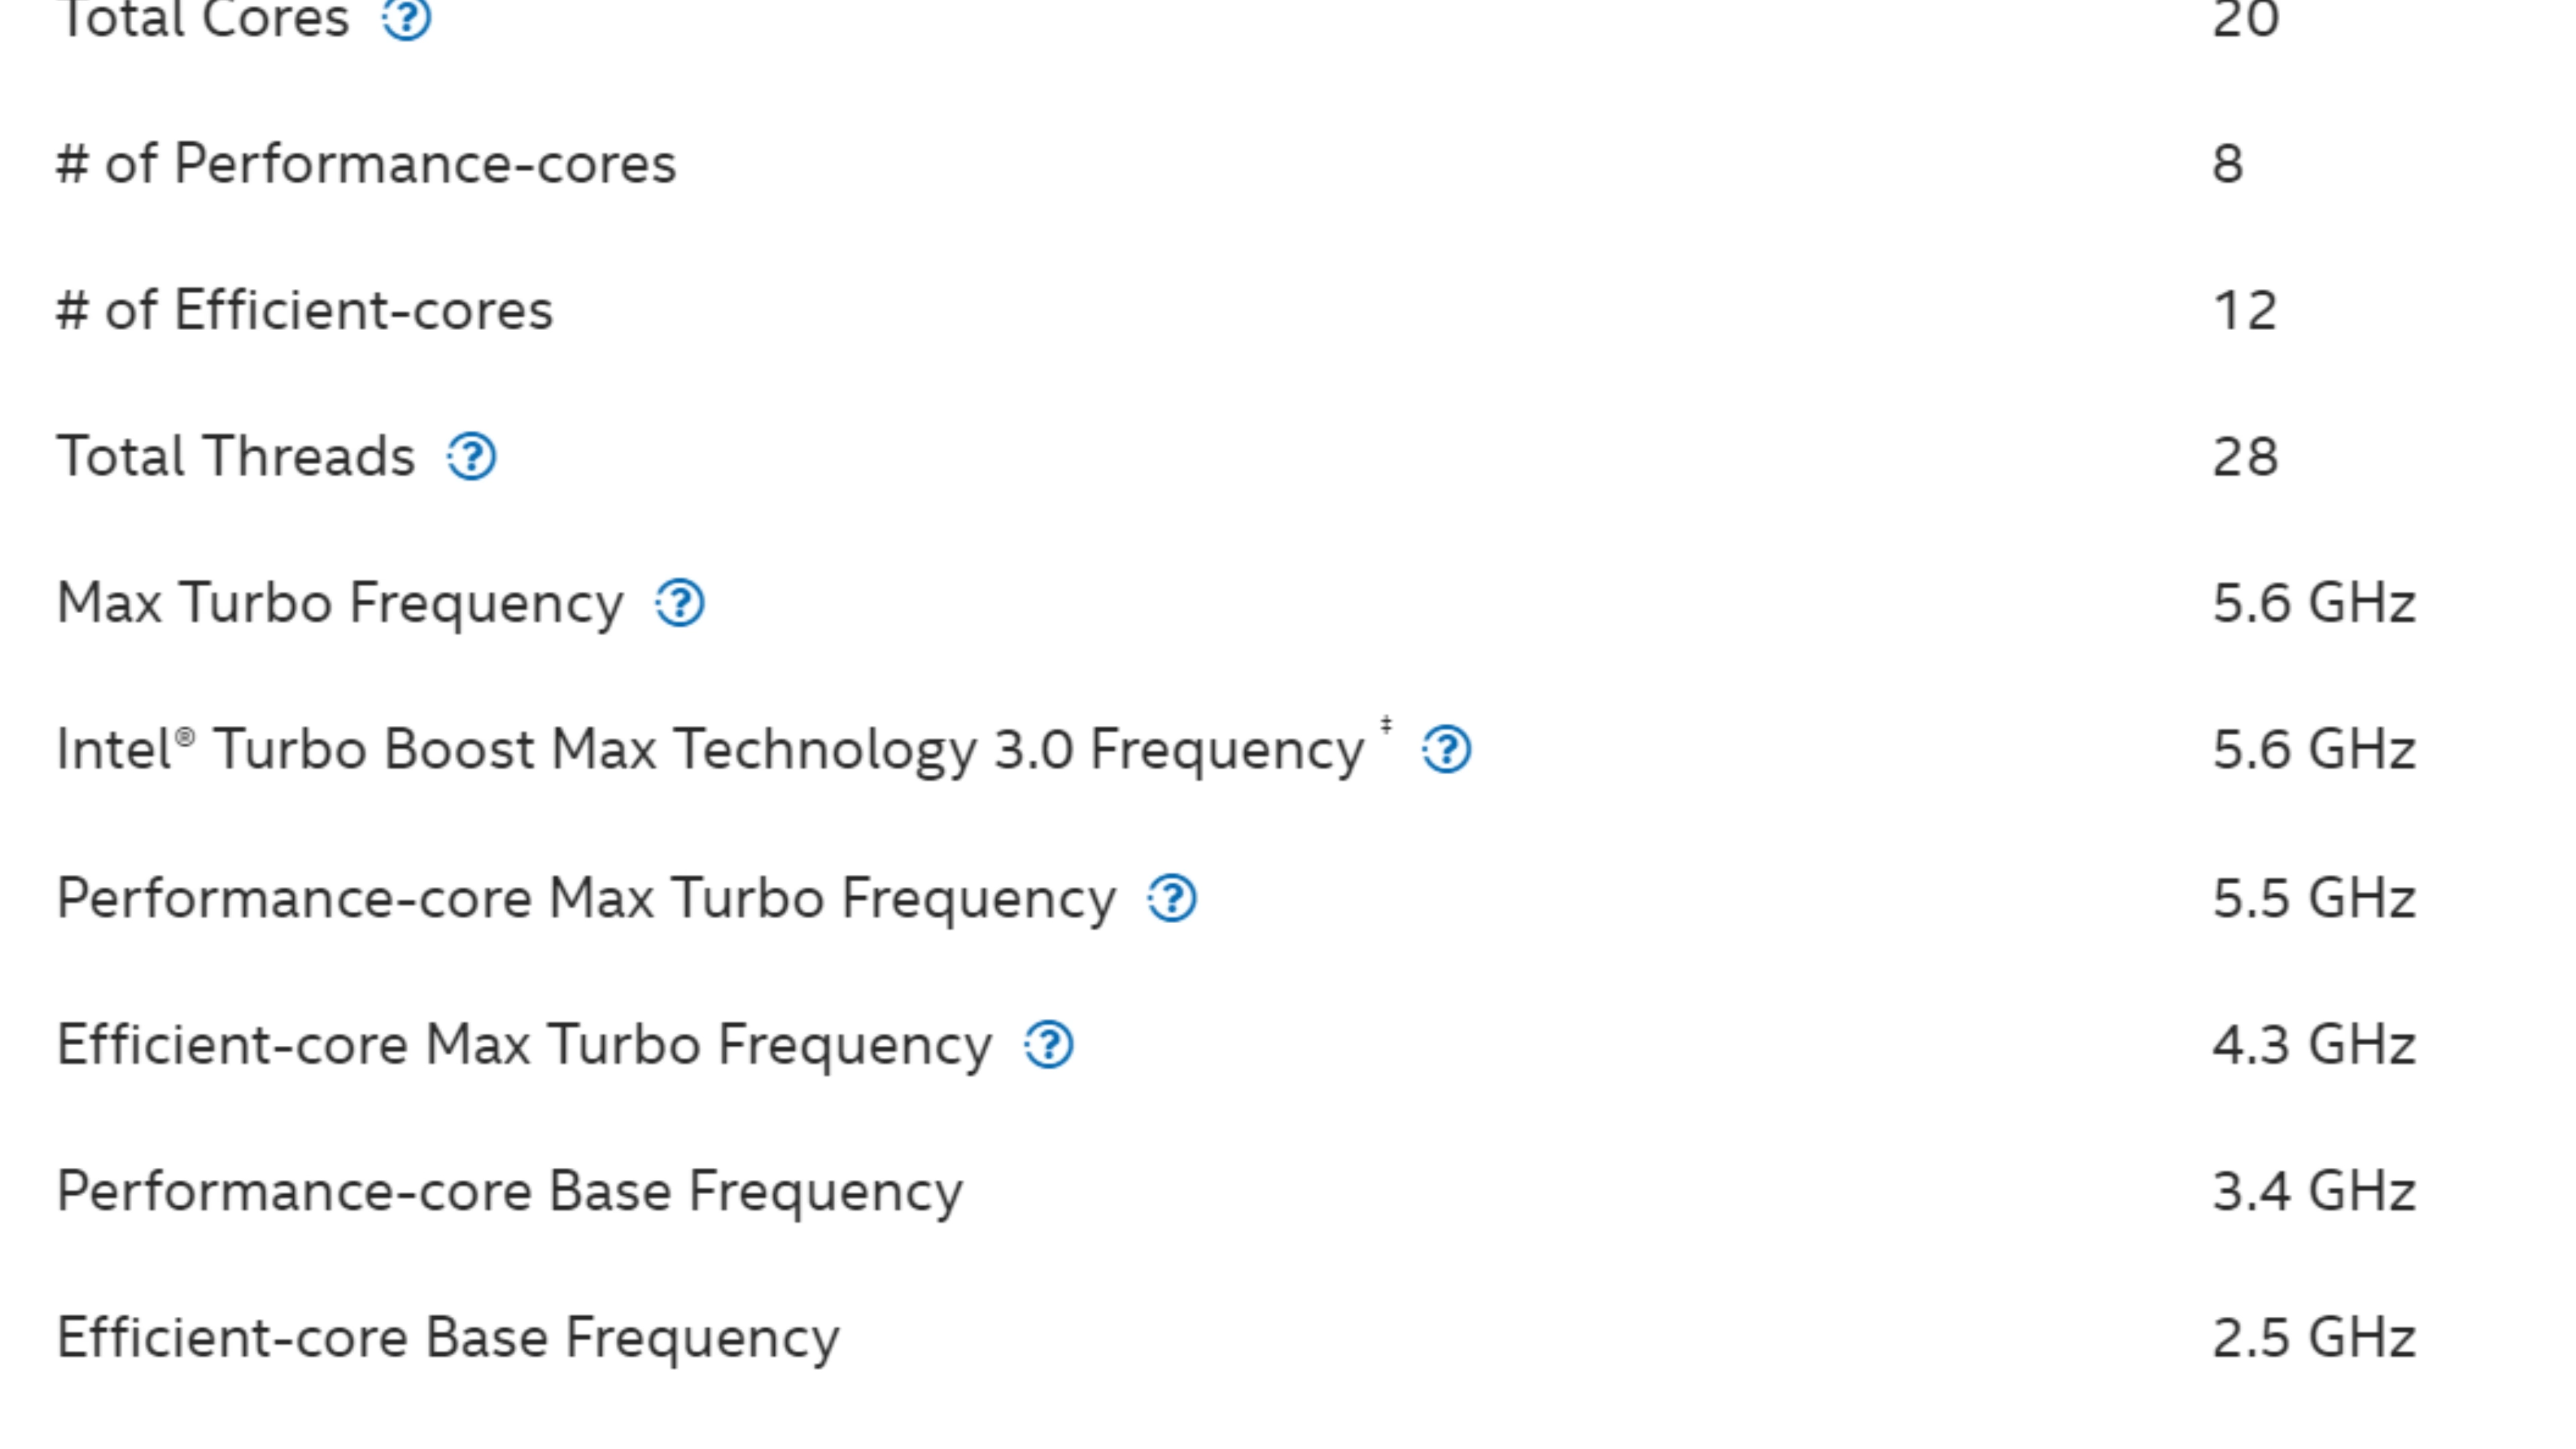 Total Cores 20
# of Performance-cores 8
# of Efficient-cores 12
Total Threads 28
Max Turbo Frequency 5.6 GHz
Intel® Turbo Boost Max Technology 3.0 Frequency ‡ 5.6 GHz
Performance-core Max Turbo Frequency 5.5 GHz
Efficient-core Max Turbo Frequency 4.3 GHz
Performance-core Base Frequency 3.4 GHz
Efficient-core Base Frequency 2.5 GHz